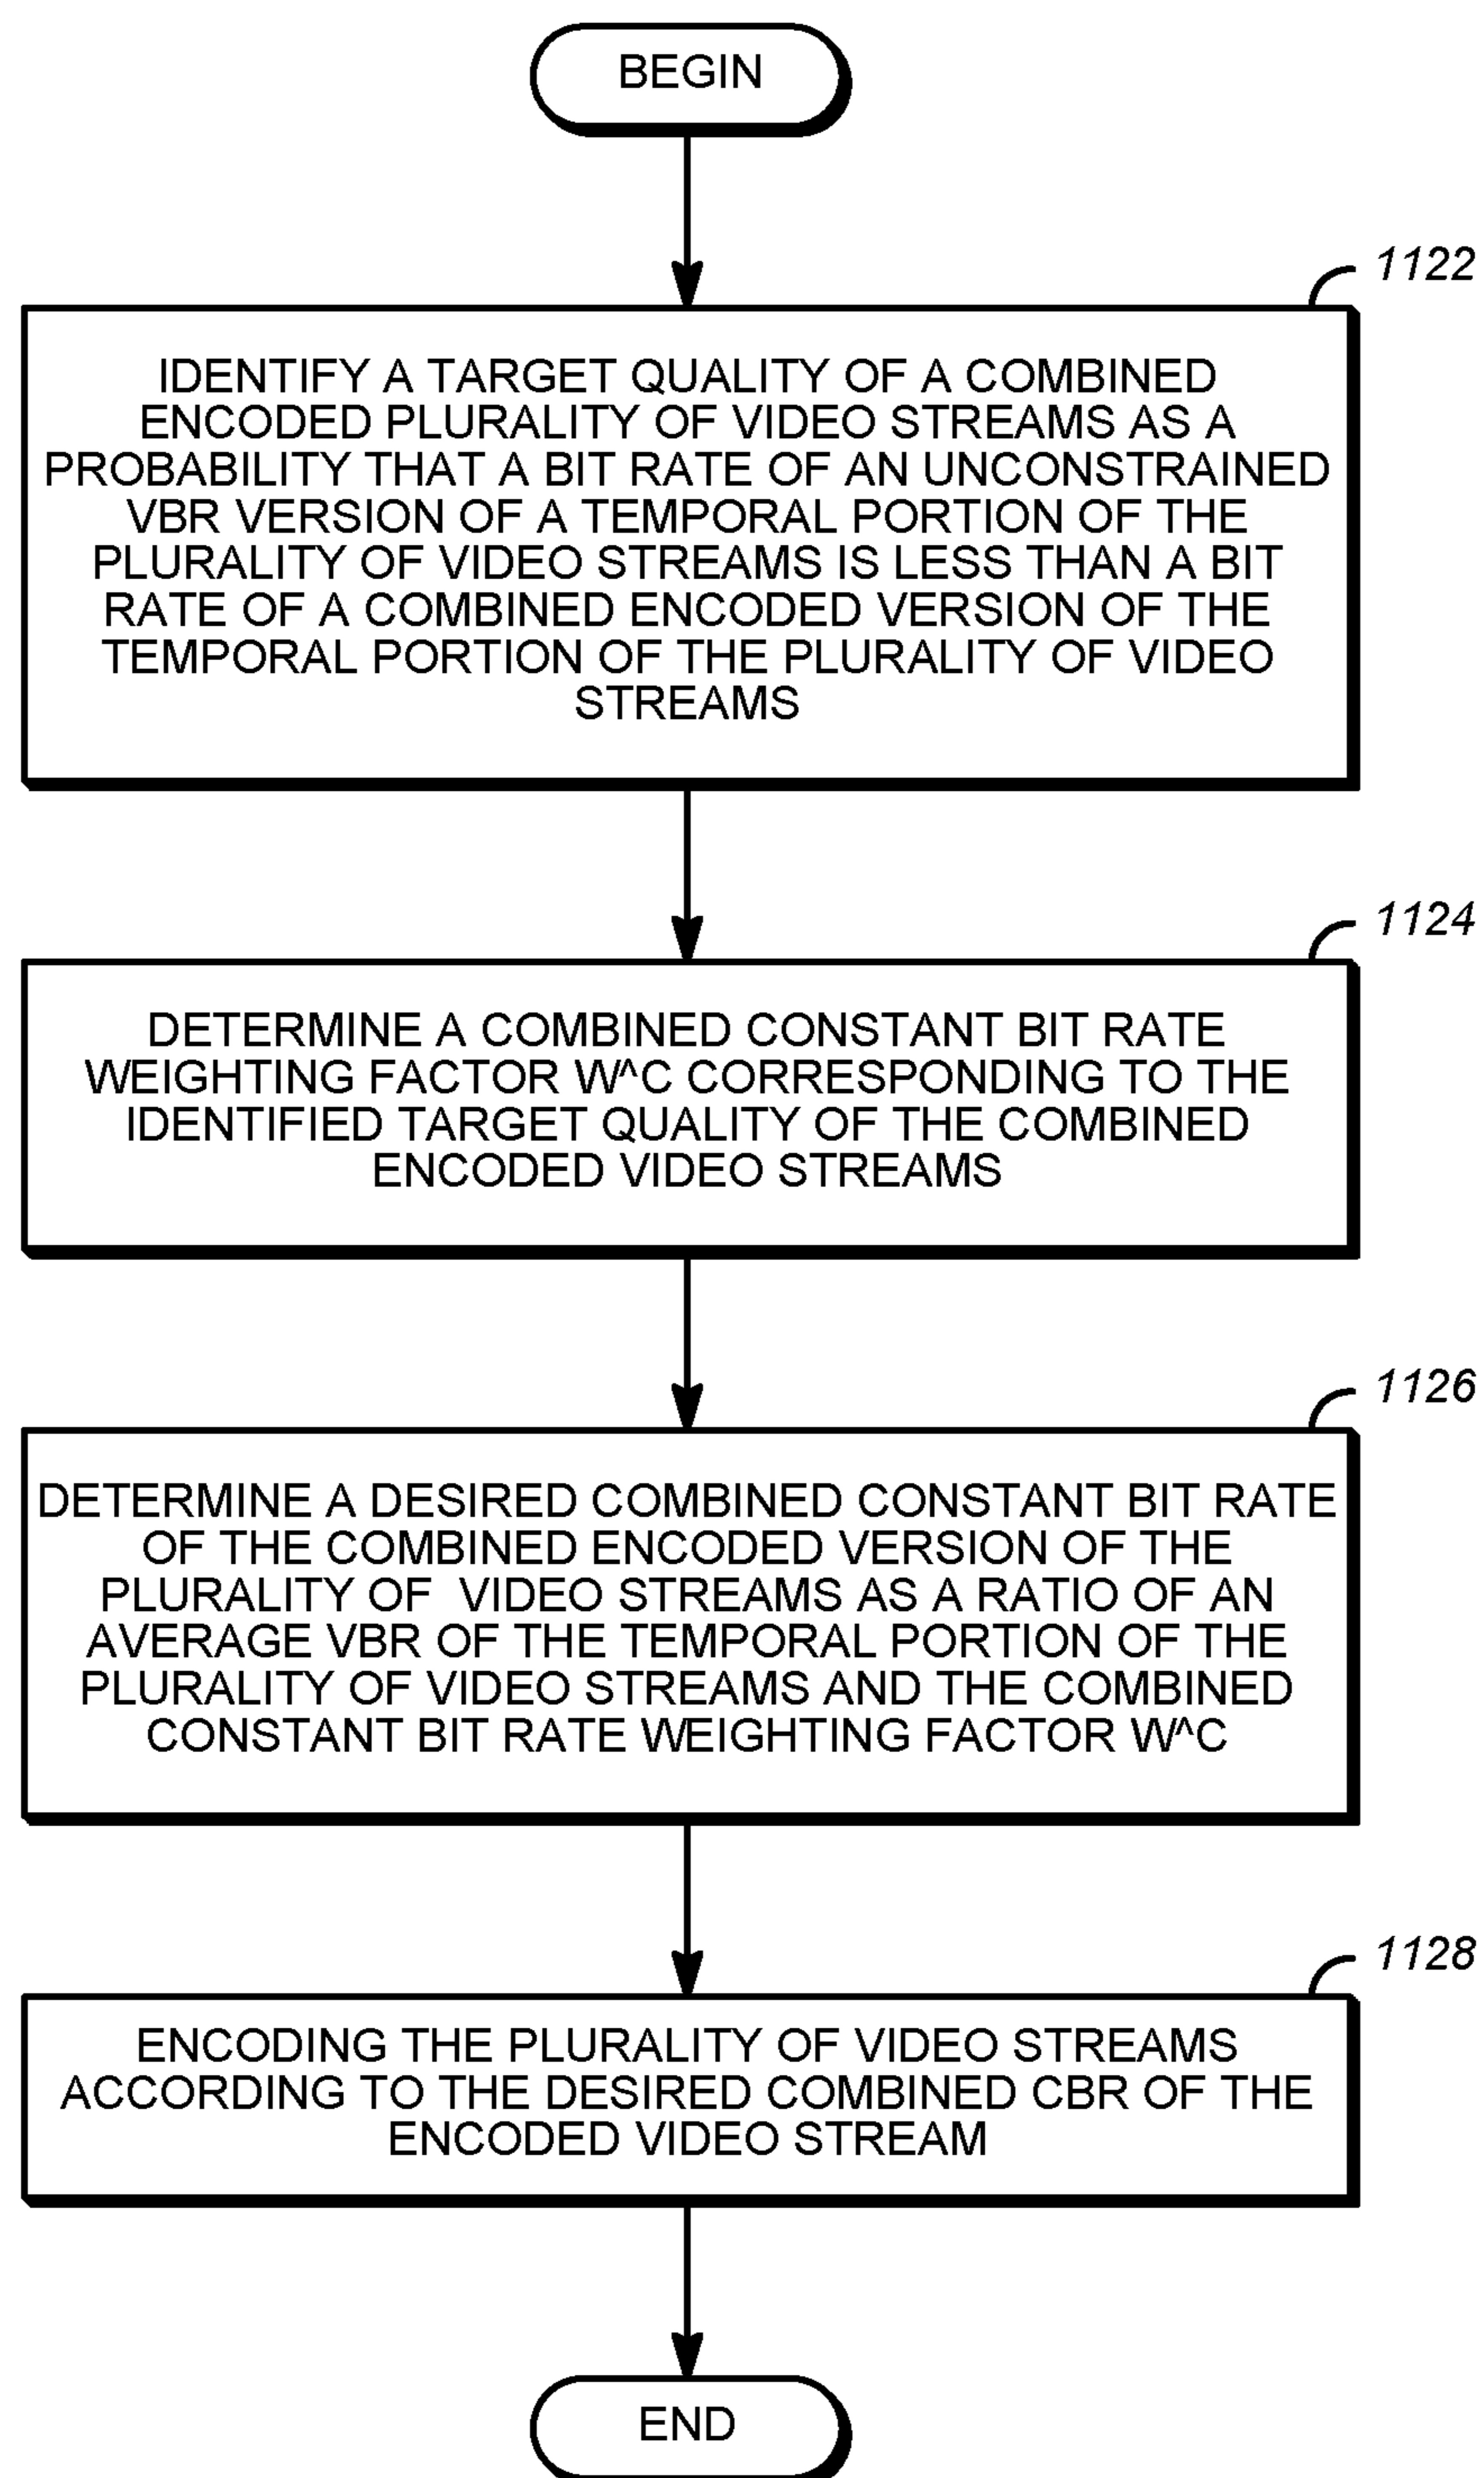 BEGIN
1122
IDENTIFY A TARGET QUALITY OF A COMBINED
ENCODED PLURALITY OF VIDEO STREAMS AS A
PROBABILITY THAT A BIT RATE OF AN UNCONSTRAINED
VBR VERSION OF A TEMPORAL PORTION OF THE
PLURALITY OF VIDEO STREAMS IS LESS THAN A BIT
RATE OF A COMBINED ENCODED VERSION OF THE
TEMPORAL PORTION OF THE PLURALITY OF VIDEO
STREAMS
1124
DETERMINE A COMBINED CONSTANT BIT RATE
WEIGHTING FACTOR W^C CORRESPONDING TO THE
IDENTIFIED TARGET QUALITY OF THE COMBINED
ENCODED VIDEO STREAMS
1126
DETERMINE A DESIRED COMBINED CONSTANT BIT RATE
OF THE COMBINED ENCODED VERSION OF THE
PLURALITY OF VIDEO STREAMS AS A RATIO OF AN
AVERAGE VBR OF THE TEMPORAL PORTION OF THE
PLURALITY OF VIDEO STREAMS AND THE COMBINED
CONSTANT BIT RATE WEIGHTING FACTOR W^C
1128
ENCODING THE PLURALITY OF VIDEO STREAMS
ACCORDING TO THE DESIRED COMBINED CBR OF THE
ENCODED VIDEO STREAM
END